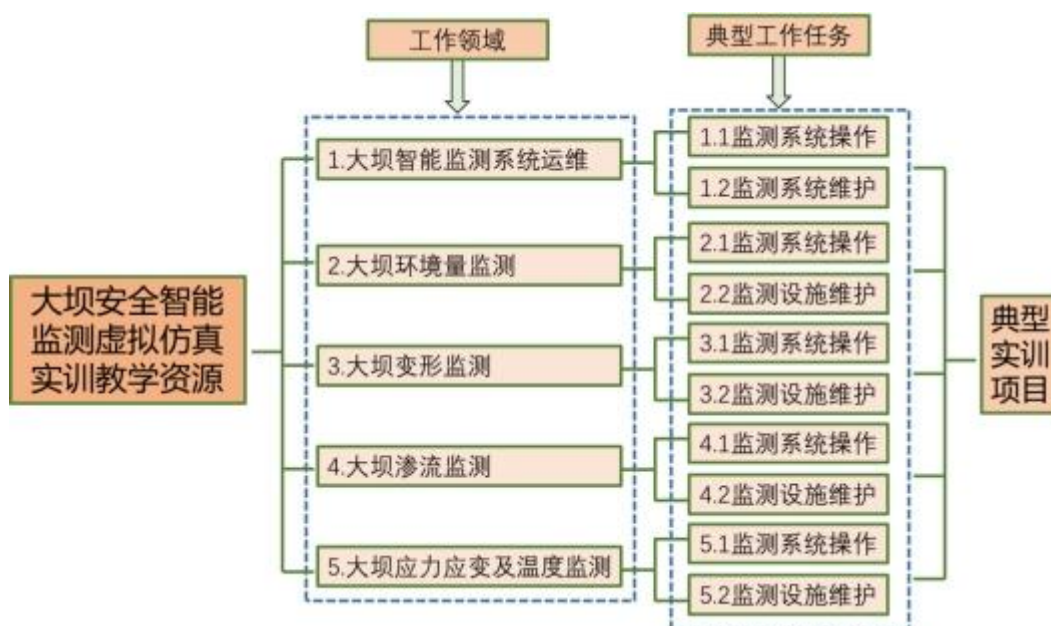 工作领域
典型工作任务
大坝安全智能
监测虚拟仿真
实训教学资源
1.大坝智能监测系统运维
2.大坝环境量监测
3.大坝变形监测
4.大坝渗流监测
5.大坝应力应变及温度监测
1.1监测系统操作
1.2监测系统维护
2.1监测系统操作
2.2监测设施维护
3.1监测系统操作
3.2监测设施维护
4.1监测系统操作
4.2监测设施维护
5.1监测系统操作
5.2监测设施维护
典型
实训
项目